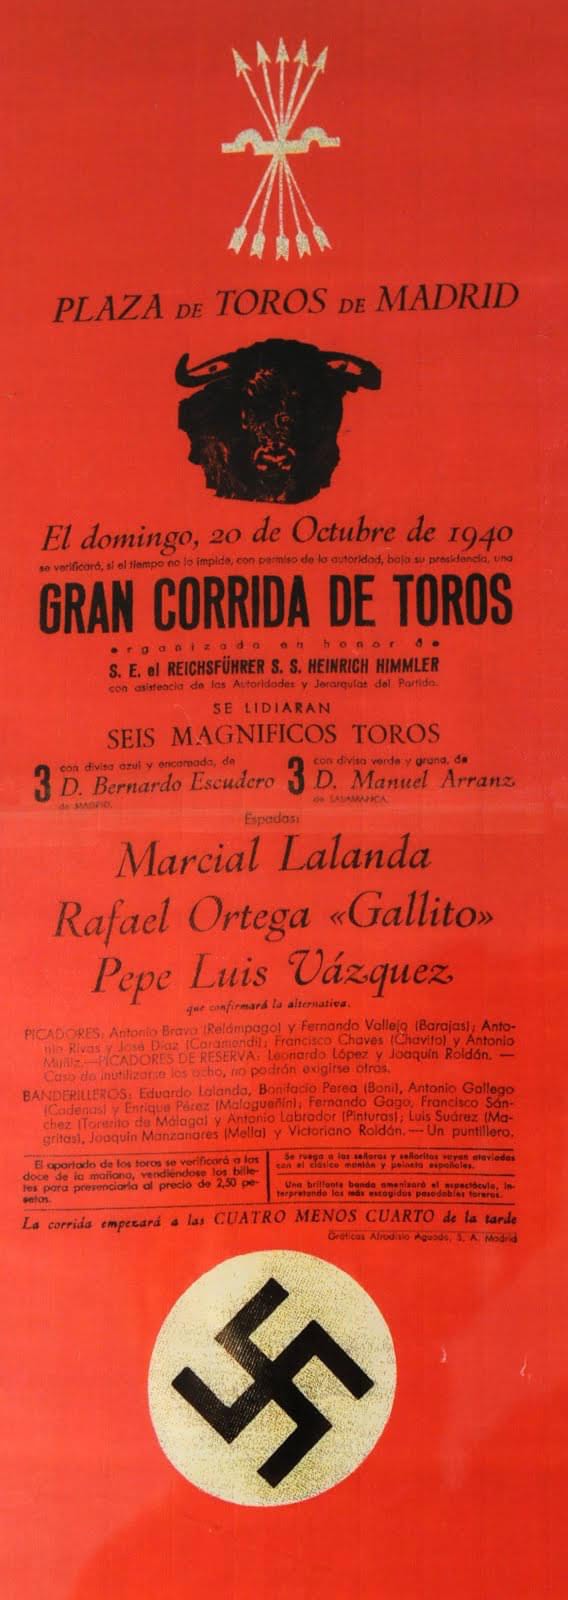 PLAZA DE TOROS DE MADRID
El domingo, 20 de Octubre de 1940
se verificará, si el tiempo no lo impide, con permiso de la autoridad, bajo su presidencia, una
GRAN CORRIDA DE TOROS
organizada en honor de
S. E. el REICHSFÜHRER S. S. HEINRICH HIMMLER
con asistencia de las Autoridades y Jerarquías del Partido.
SE LIDIARAN
SEIS MAGNIFICOS TOROS
3 con divisa azul y encarnada, de
D. Bernardo Escudero
de MADRID.
3 con divisa verde y grana, de
D. Manuel Arranz
de SALAMANCA.
Espadas:
Marcial Lalanda
Rafael Ortega «Gallito»
Pepe Luis Vázquez
que confirmará la alternativa.
PICADORES: Antonio Bravo (Relámpago) y Fernando Vallejo (Barajas); Anto-
nio Rivas y José Díaz (Caramendi); Francisco Chaves (Chavito) y Antonio
Muñiz.—PICADORES DE RESERVA: Leonardo López y Joaquín Roldán. —
Caso de inutilizarse los ocho, no podrán exigirse otros.
BANDERILLEROS: Eduardo Lalanda, Bonifacio Perea (Boni), Antonio Gallego
(Cadenas) y Enrique Pérez (Malagueñín); Fernando Gago, Francisco Sán-
chez (Torerito de Málaga) y Antonio Labrador (Pinturas); Luis Suárez (Ma-
gritas), Joaquín Manzanares (Mella) y Victoriano Roldán. — Un puntillero.
El apartado de los toros se verificará a las
doce de la mañana, vendiéndose los bille-
tes para presenciarla al precio de 2,50 pe-
setas.
Se ruega a las señoras y señoritas vayan ataviadas
con el clásico mantón y peineta españoles.
Una brillante banda amenizará el espectáculo, in-
terpretando los más escogidos pasodobles toreros.
La corrida empezará a las CUATRO MENOS CUARTO de la tarde
Gráficas Afrodisio Aguado, S. A. Madrid